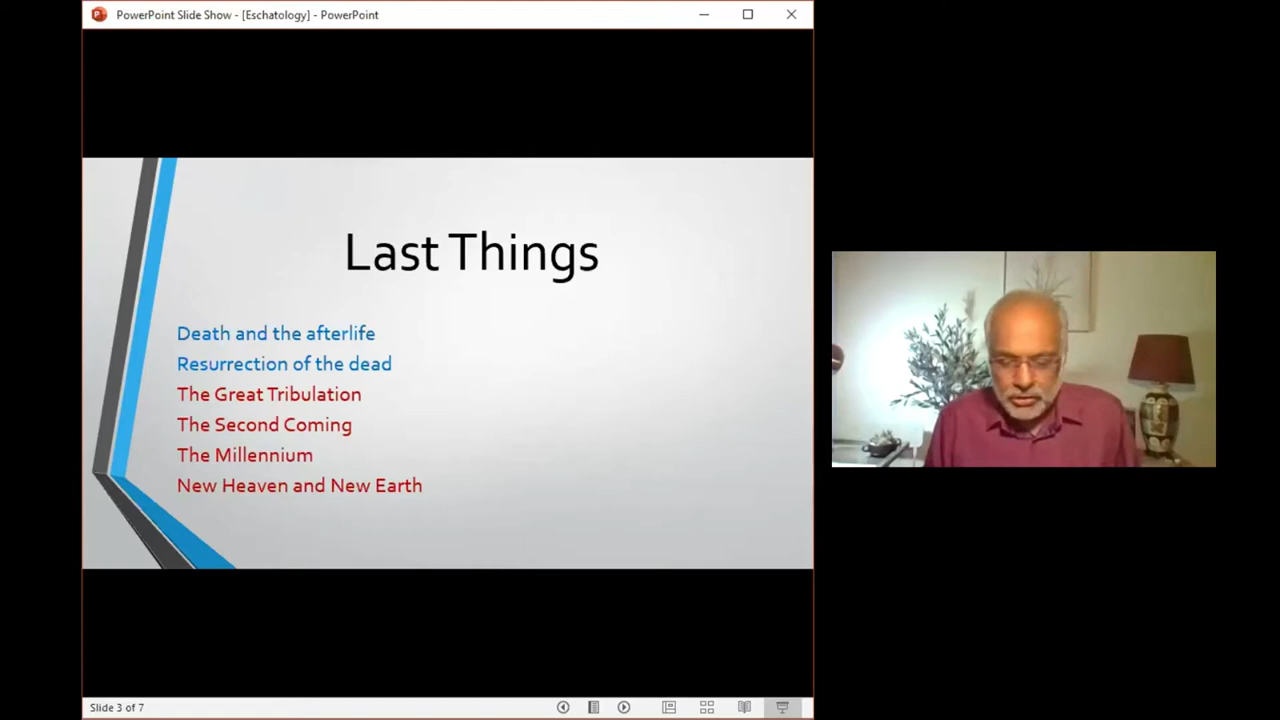 PowerPoint Slide Show - [Eschatology] - PowerPoint
Last Things
Death and the afterlife
Resurrection of the dead
The Great Tribulation
The Second Coming
The Millennium
New Heaven and New Earth
Slide 3 of 7